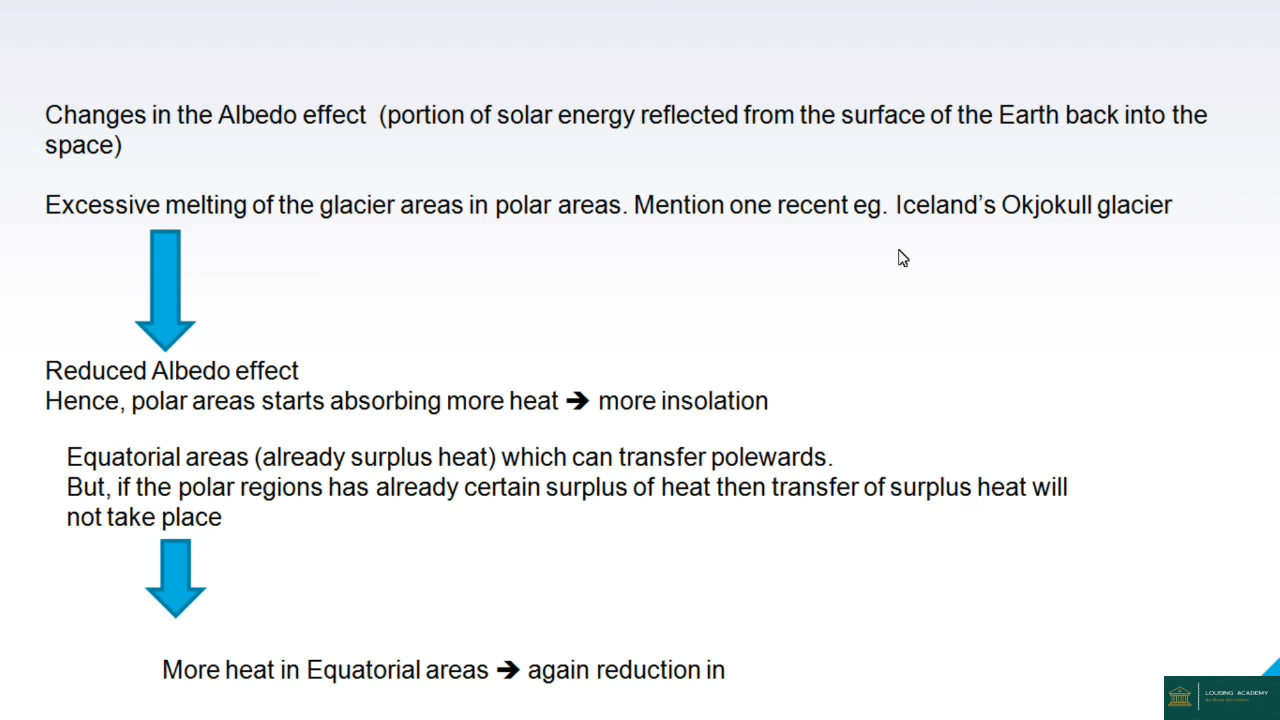 Changes in the Albedo effect  (portion of solar energy reflected from the surface of the Earth back into the
space)
Excessive melting of the glacier areas in polar areas. Mention one recent eg. Iceland’s Okjokull glacier
Reduced Albedo effect
Hence, polar areas starts absorbing more heat ➔ more insolation
Equatorial areas (already surplus heat) which can transfer polewards.
But, if the polar regions has already certain surplus of heat then transfer of surplus heat will
not take place
More heat in Equatorial areas ➔ again reduction in
LOUSING ACADEMY